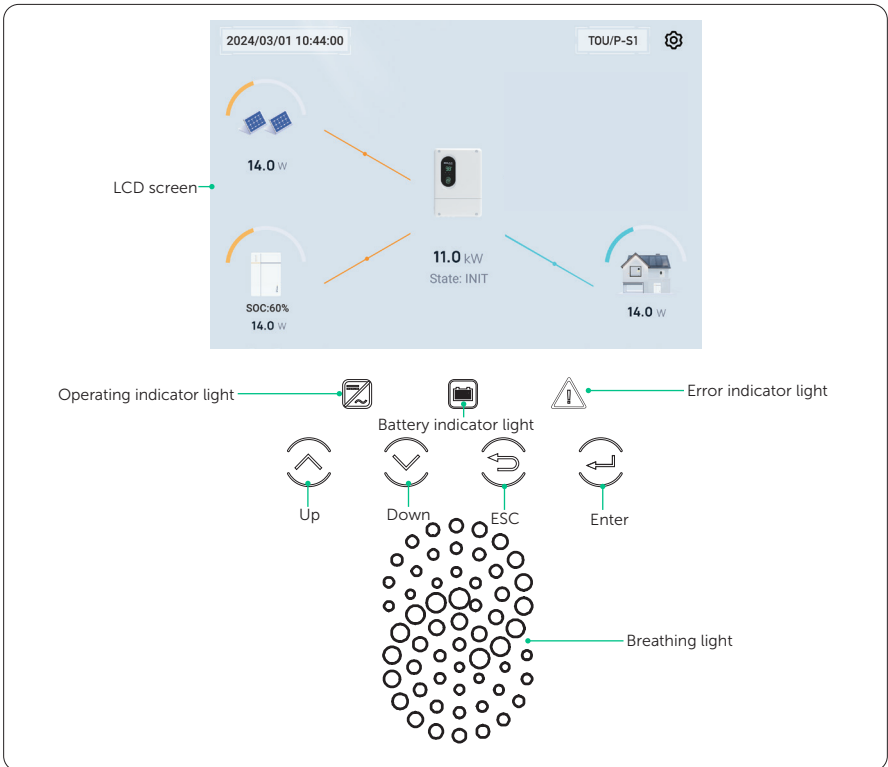 2024/03/01 10:44:00
TOU/P-S1
14.0 W
LCD screen
11.0 kW
State: INIT
SOC:60%
14.0 W
14.0 W
Operating indicator light
Battery indicator light
Error indicator light
Up
Down
ESC
Enter
Breathing light